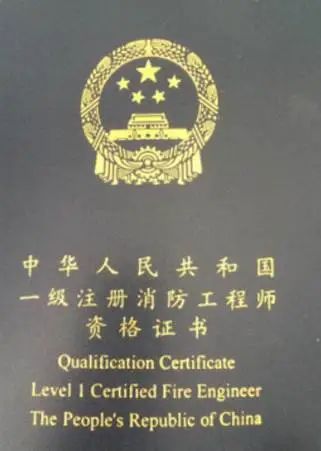 中华人民共和国
一级注册消防工程师
资格证书
Qualification Certificate
Level 1 Certified Fire Engineer
The People's Republic of China